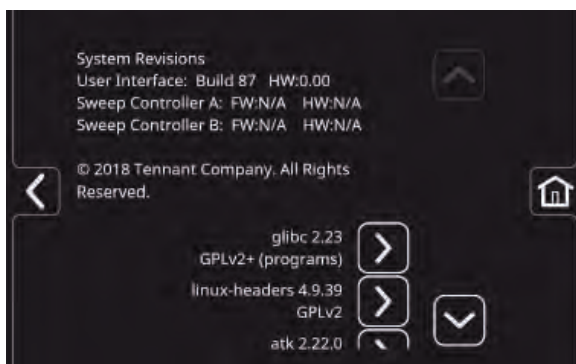 System Revisions
User Interface: Build 87 HW:0.00
Sweep Controller A: FW:N/A HW:N/A
Sweep Controller B: FW:N/A HW:N/A
© 2018 Tennant Company. All Rights
Reserved.
glibc 2.23
GPLv2+ (programs)
linux-headers 4.9.39
GPLv2
atk 2.22.0